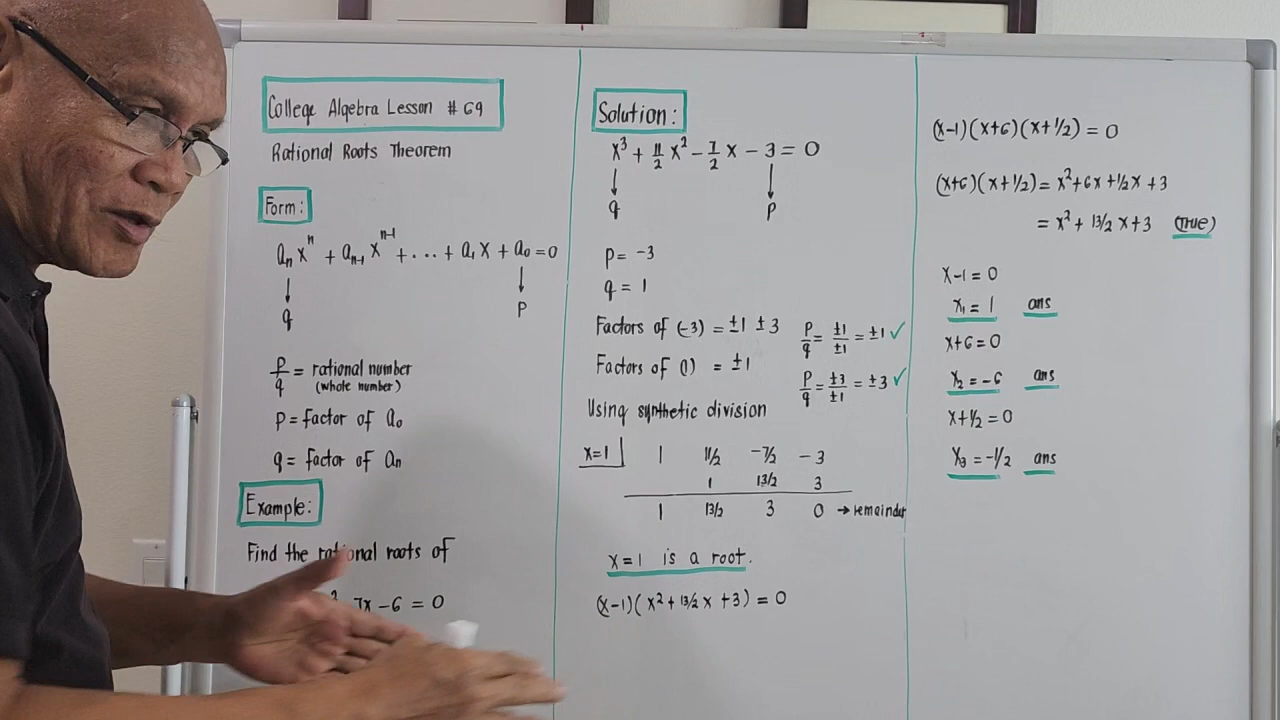 College Algebra Lesson # 69
Rational Roots Theorem
Form:
aₙxⁿ + aₙ₋₁xⁿ⁻¹ + ... + a₁x + a₀ = 0
q
P
P/q = rational number
(whole number)
P = factor of a₀
q = factor of aₙ
Example:
Find the rational roots of
7x - 6 = 0
Solution:
x³ + 11/2 x² - 7/2 x - 3 = 0
q
P
P = -3
q = 1
Factors of (-3) = ±1 ±3
P/q = ±1/±1 = ±1 ✓
Factors of (1) = ±1
P/q = ±3/±1 = ±3 ✓
Using synthetic division
x=1 | 1 11/2 -7/2 -3
1 13/2 3
1 13/2 3 0 → remainder
x=1 is a root.
(x-1)(x² + 13/2 x + 3) = 0
(x-1)(x+6)(x+1/2) = 0
(x+6)(x+1/2) = x² + 6x + 1/2x + 3
= x² + 13/2 x + 3 (True)
x-1 = 0
x₁ = 1 ans
x+6 = 0
x₂ = -6 ans
x+1/2 = 0
x₃ = -1/2 ans